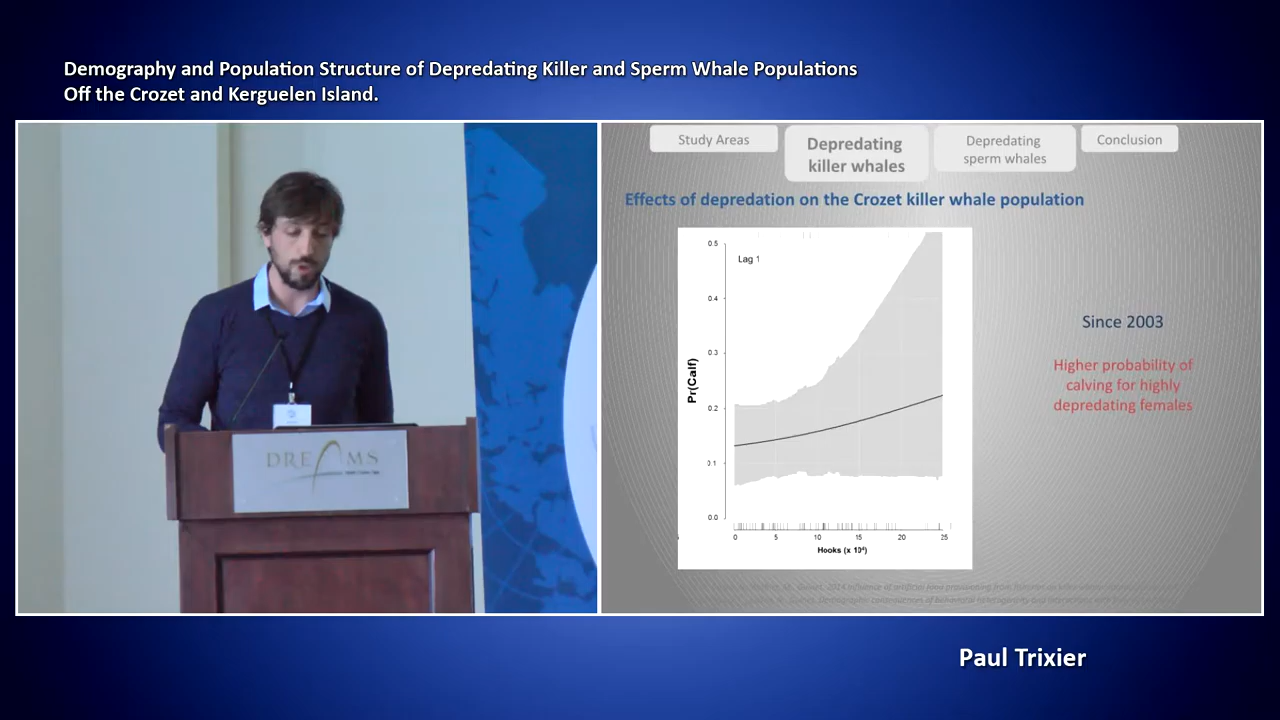 Demography and Population Structure of Depredating Killer and Sperm Whale Populations
Off the Crozet and Kerguelen Island.
Study Areas
Depredating
killer whales
Depredating
sperm whales
Conclusion
Effects of depredation on the Crozet killer whale population
0.5
Lag 1
0.4
0.3
0.2
0.1
0.0
Pr(Calf)
0 5 10 15 20 25
Hooks (x 10⁴)
Since 2003
Higher probability of
calving for highly
depredating females
DREAMS
Paul Trixier